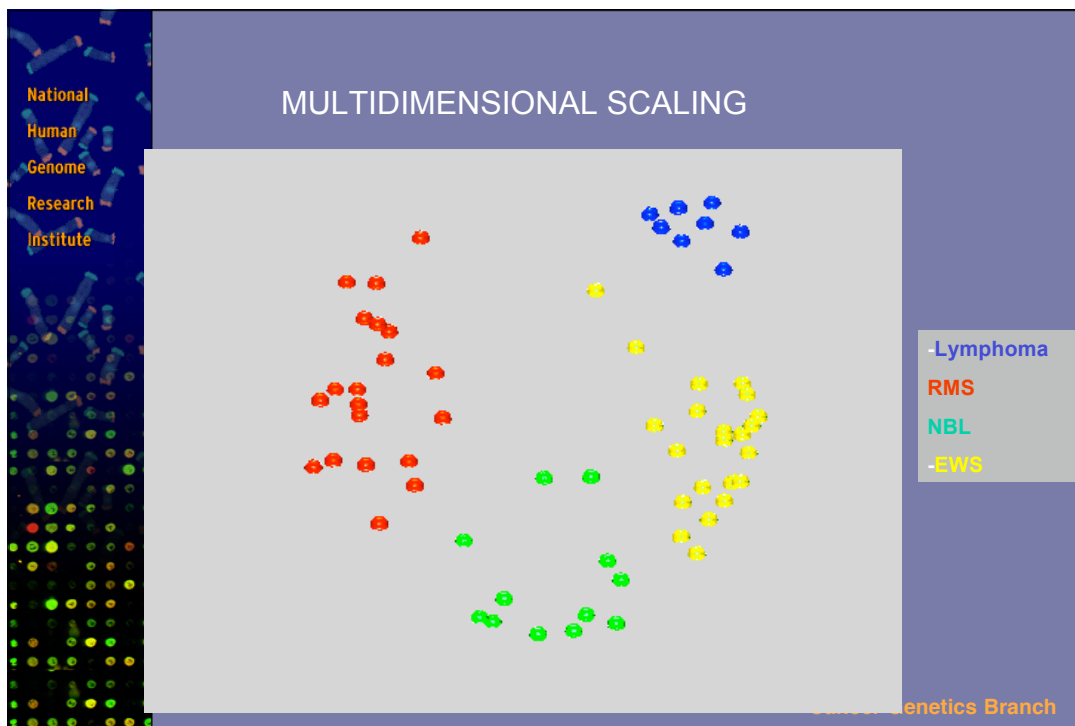 National
Human
Genome
Research
Institute
MULTIDIMENSIONAL SCALING
-Lymphoma
RMS
NBL
-EWS
Genetics Branch